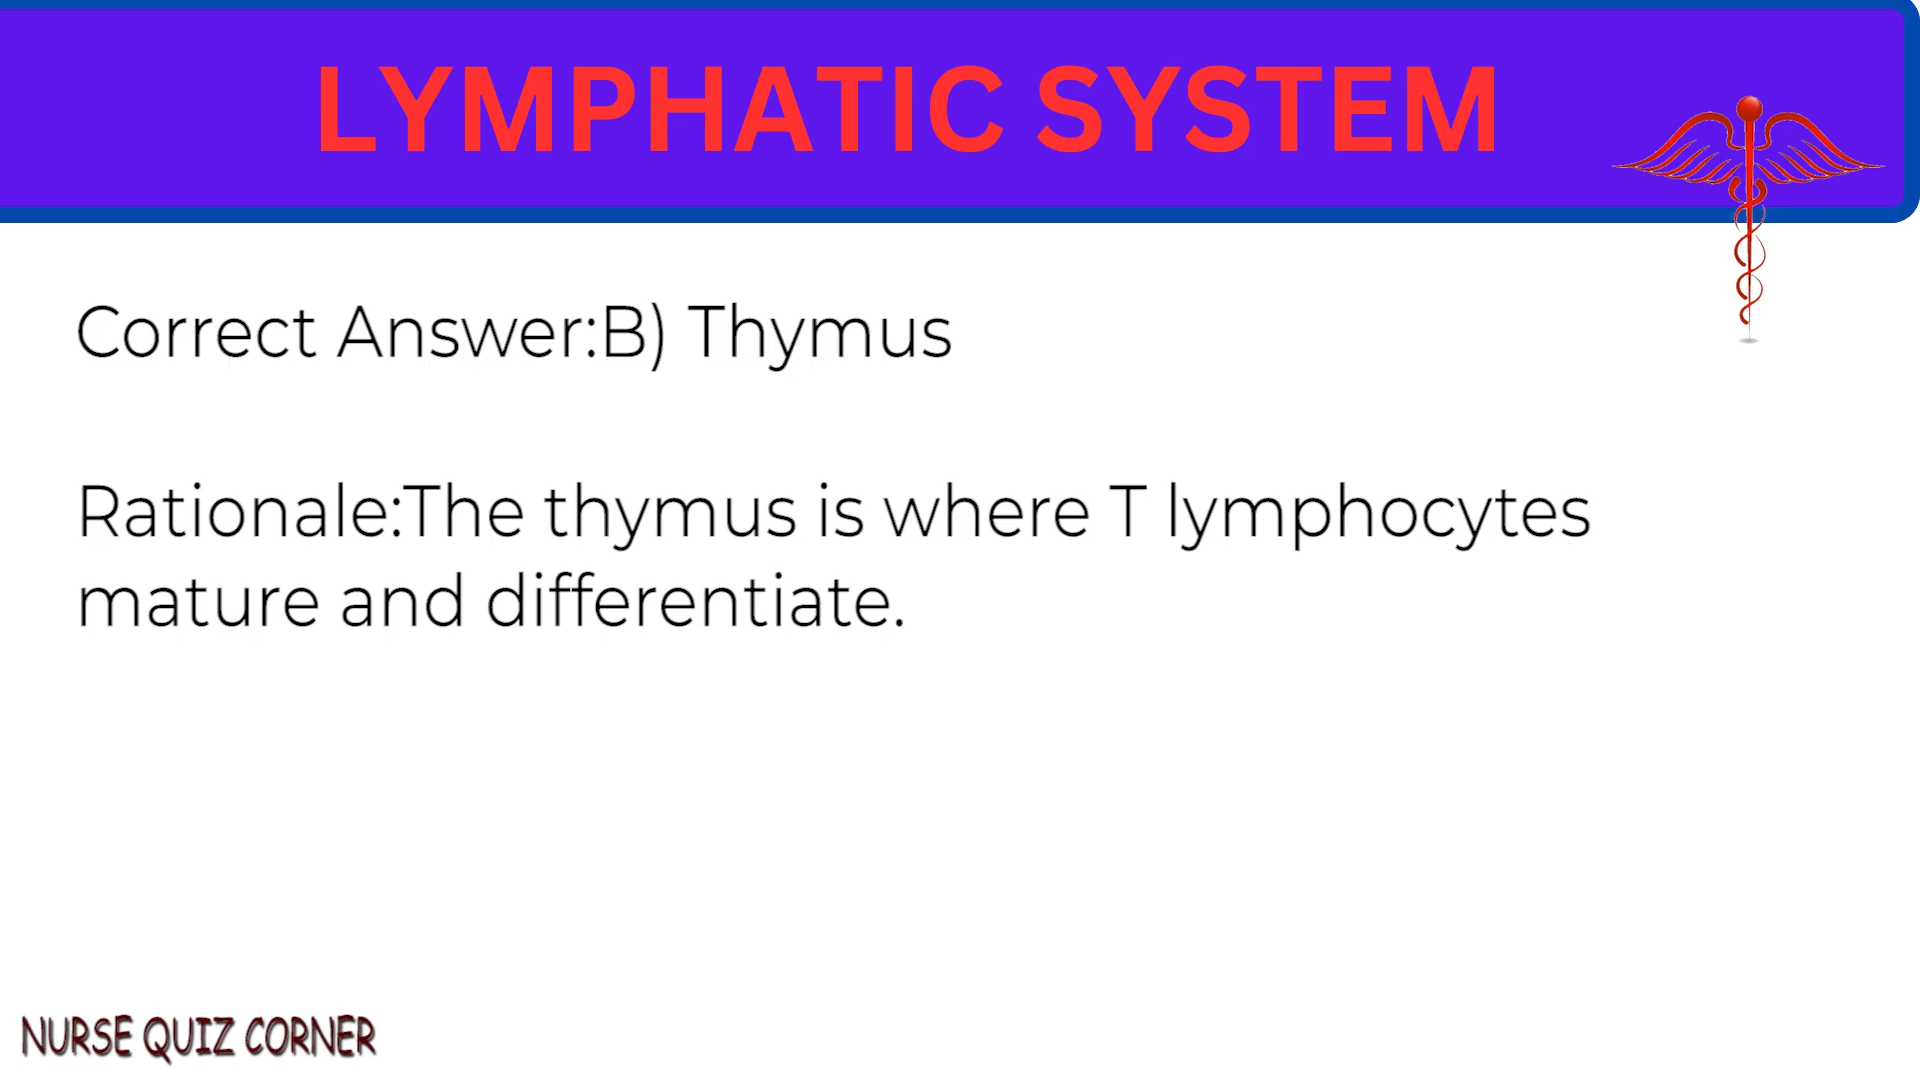 LYMPHATIC SYSTEM
Correct Answer:B) Thymus
Rationale:The thymus is where T lymphocytes
mature and differentiate.
NURSE QUIZ CORNER